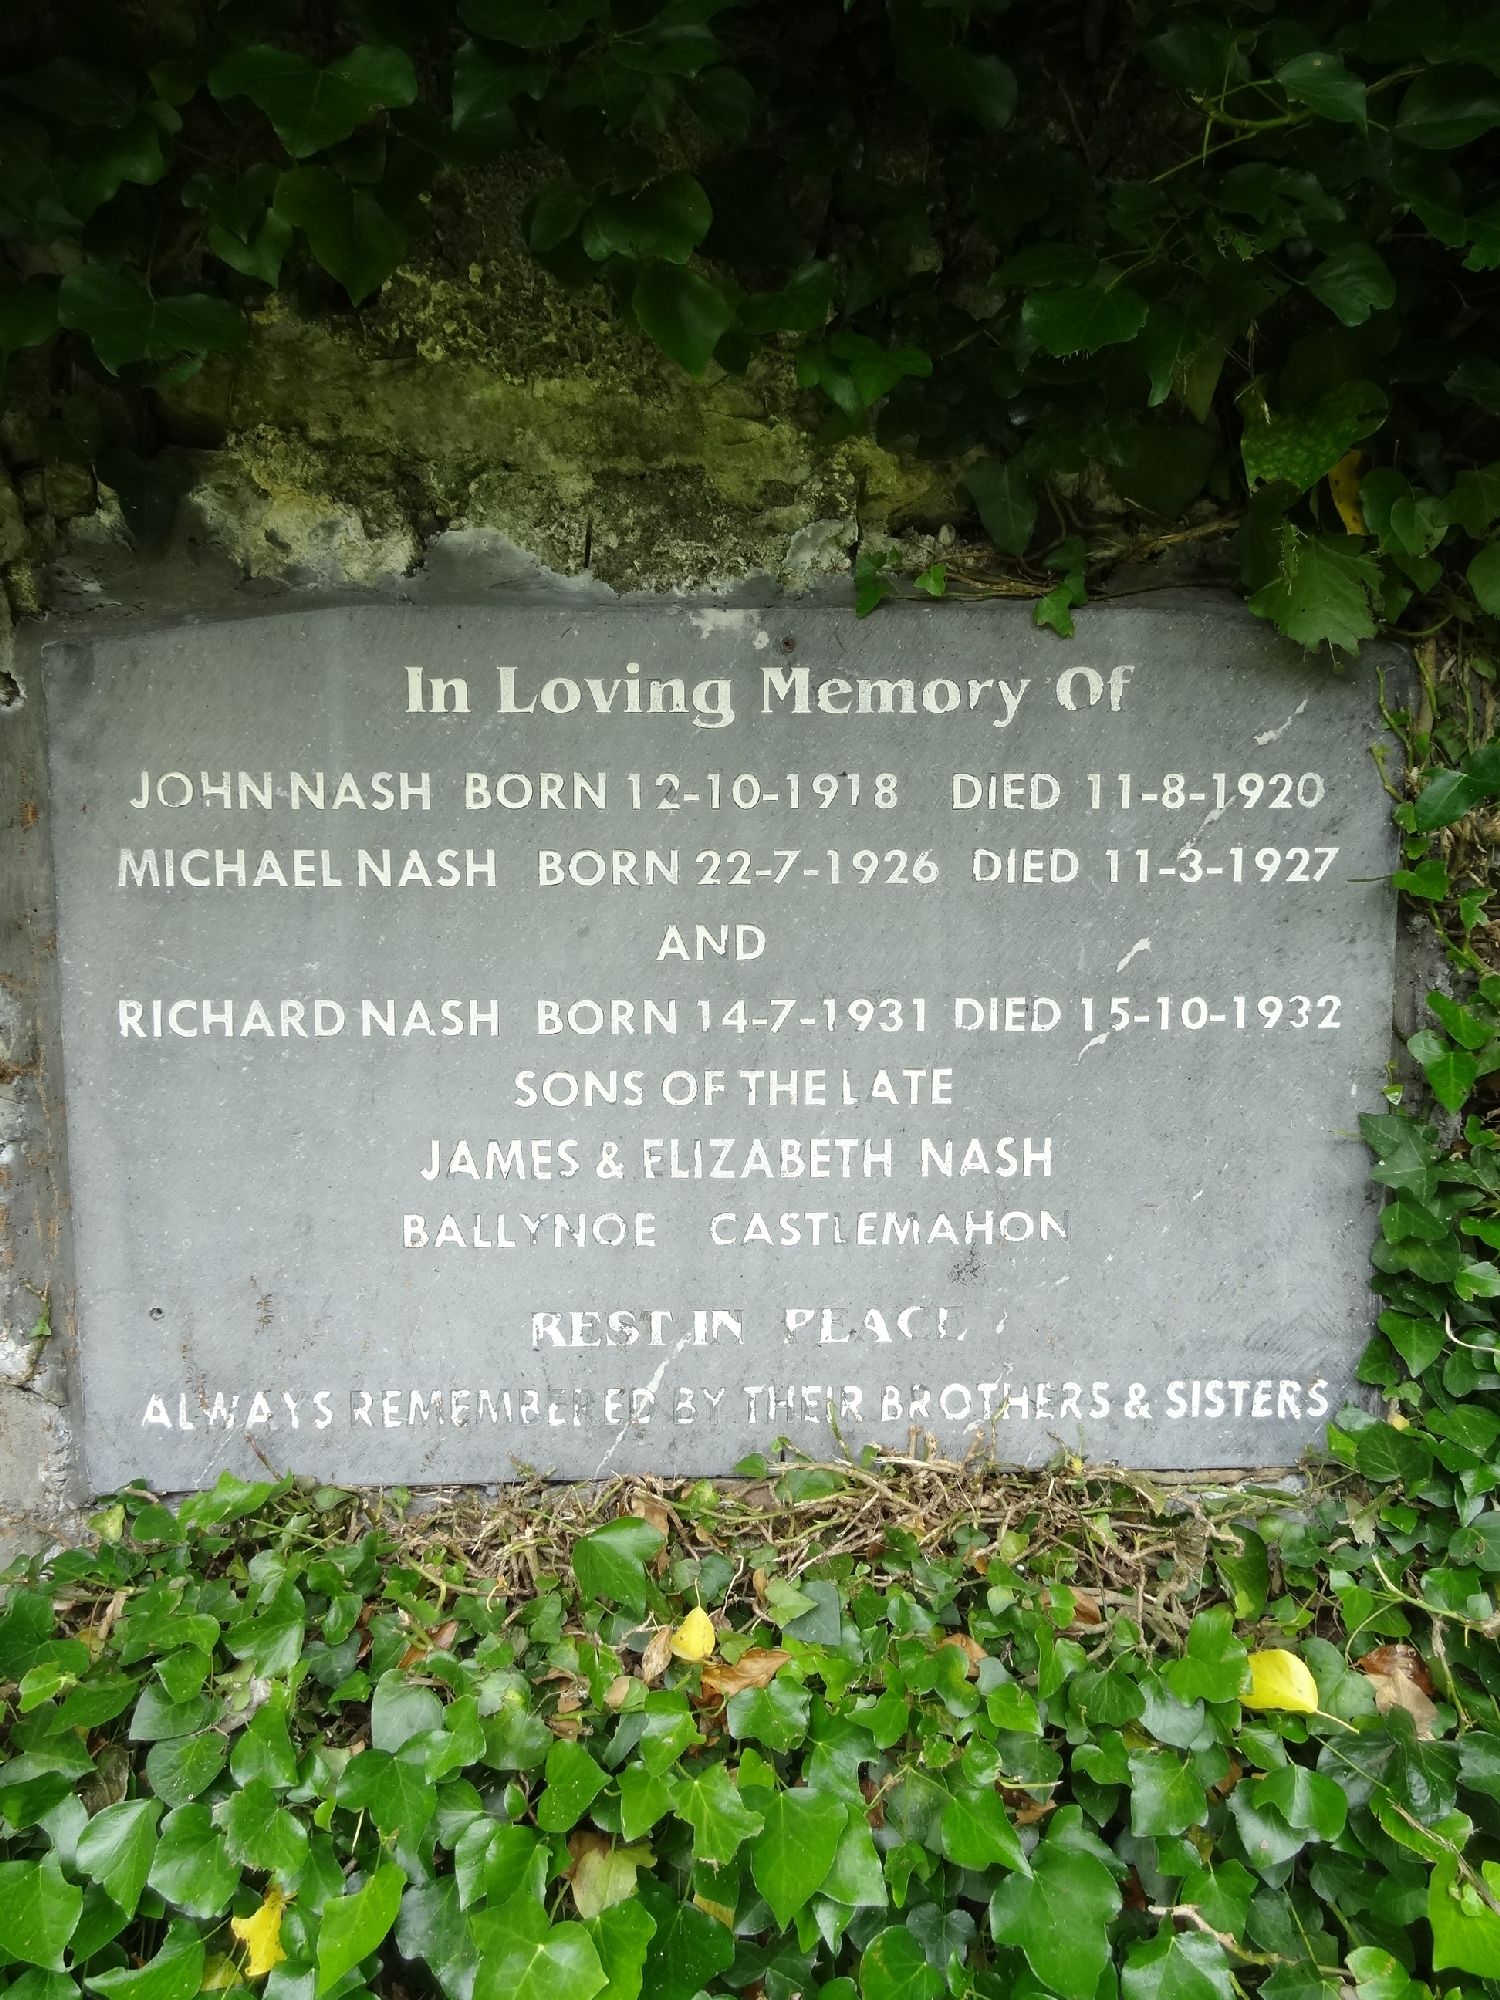 In Loving Memory Of
JOHN NASH BORN 12-10-1918 DIED 11-8-1920
MICHAEL NASH BORN 22-7-1926 DIED 11-3-1927
AND
RICHARD NASH BORN 14-7-1931 DIED 15-10-1932
SONS OF THE LATE
JAMES & ELIZABETH NASH
BALLYNOE CASTLEMAHON
REST IN PEACE
ALWAYS REMEMBERED BY THEIR BROTHERS & SISTERS